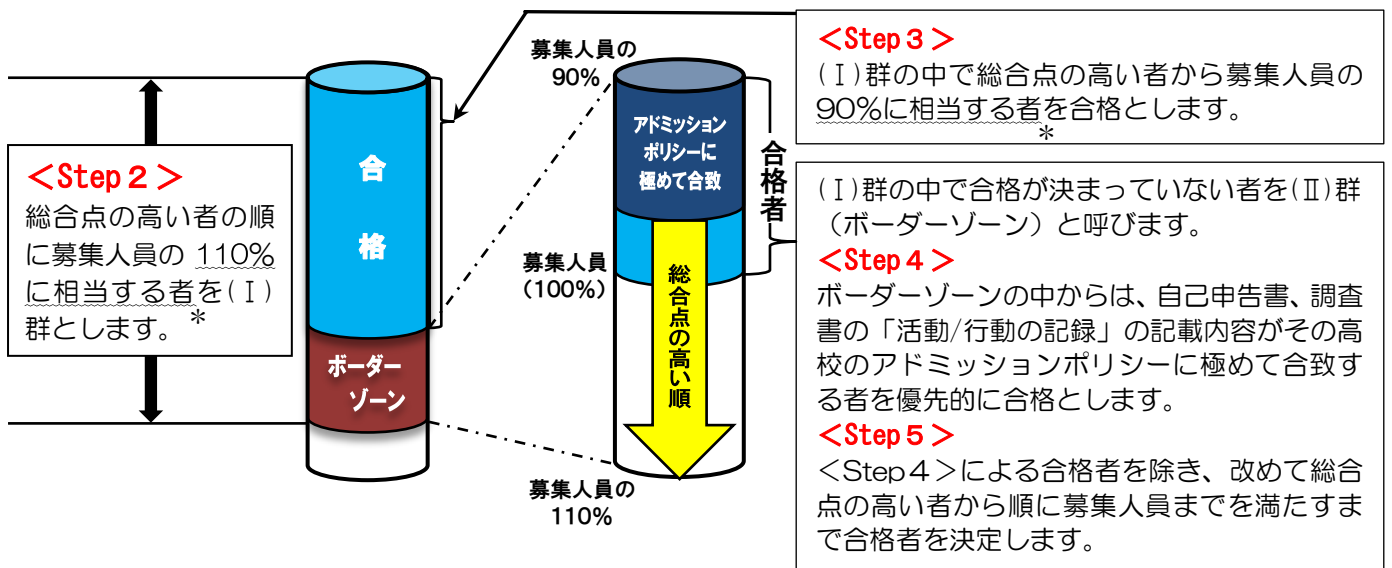 <Step2>
総合点の高い者の順
に募集人員の 110%
に相当する者を(Ⅰ)
群とします。 *
合
格
ボーダー
ゾーン
募集人員の
90%
募集人員
(100%)
募集人員の
110%
アドミッション
ポリシーに
極めて合致
総合点の高い順
合格者
<Step3>
(Ⅰ)群の中で総合点の高い者から募集人員の
90%に相当する者を合格とします。
*
(Ⅰ)群の中で合格が決まっていない者を(Ⅱ)群
(ボーダーゾーン)と呼びます。
<Step4>
ボーダーゾーンの中からは、自己申告書、調査
書の「活動/行動の記録」の記載内容がその高
校のアドミッションポリシーに極めて合致す
る者を優先的に合格とします。
<Step5>
<Step4>による合格者を除き、改めて総合
点の高い者から順に募集人員までを満たすま
で合格者を決定します。